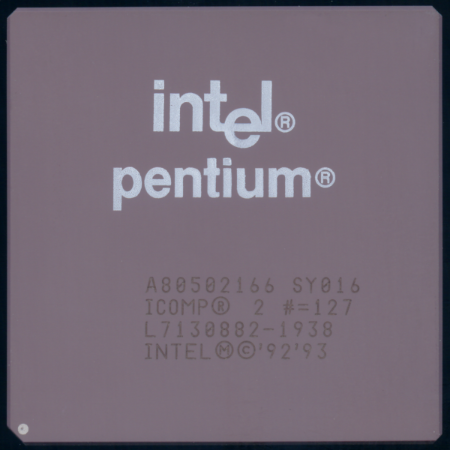 intel®
pentium®
A80502166 SY016
ICOMP® 2 #=127
L7130882-1938
INTEL Ⓜ©'92'93